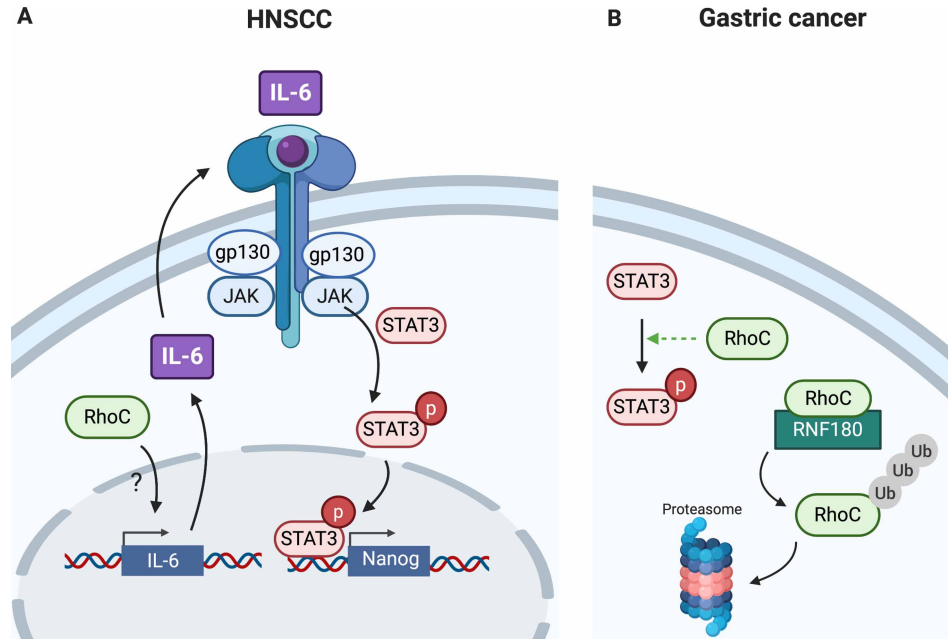 A
HNSCC
IL-6
gp130
gp130
JAK
JAK
STAT3
IL-6
RhoC
?
STAT3
p
STAT3
p
IL-6
Nanog
B
Gastric cancer
STAT3
RhoC
STAT3
p
RhoC
RNF180
Ub
Ub
Ub
RhoC
Proteasome